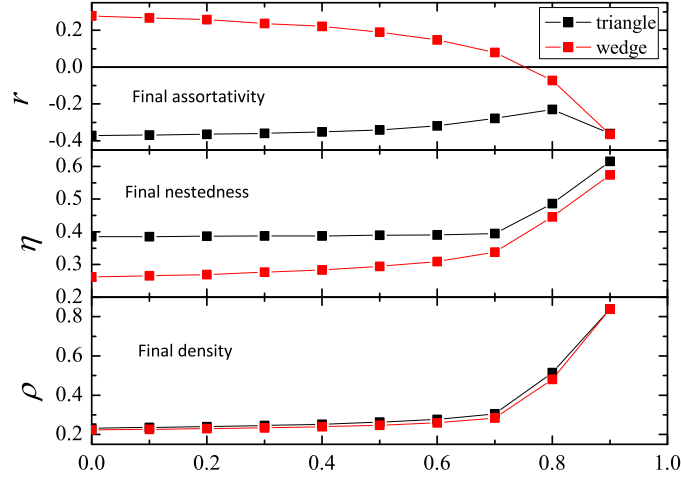 0.2
triangle
wedge
0.0
r
-0.2
Final assortativity
-0.4
0.6
Final nestedness
0.5
η
0.4
0.3
0.2
0.8
Final density
0.6
ρ
0.4
0.2
0.0 0.2 0.4 0.6 0.8 1.0